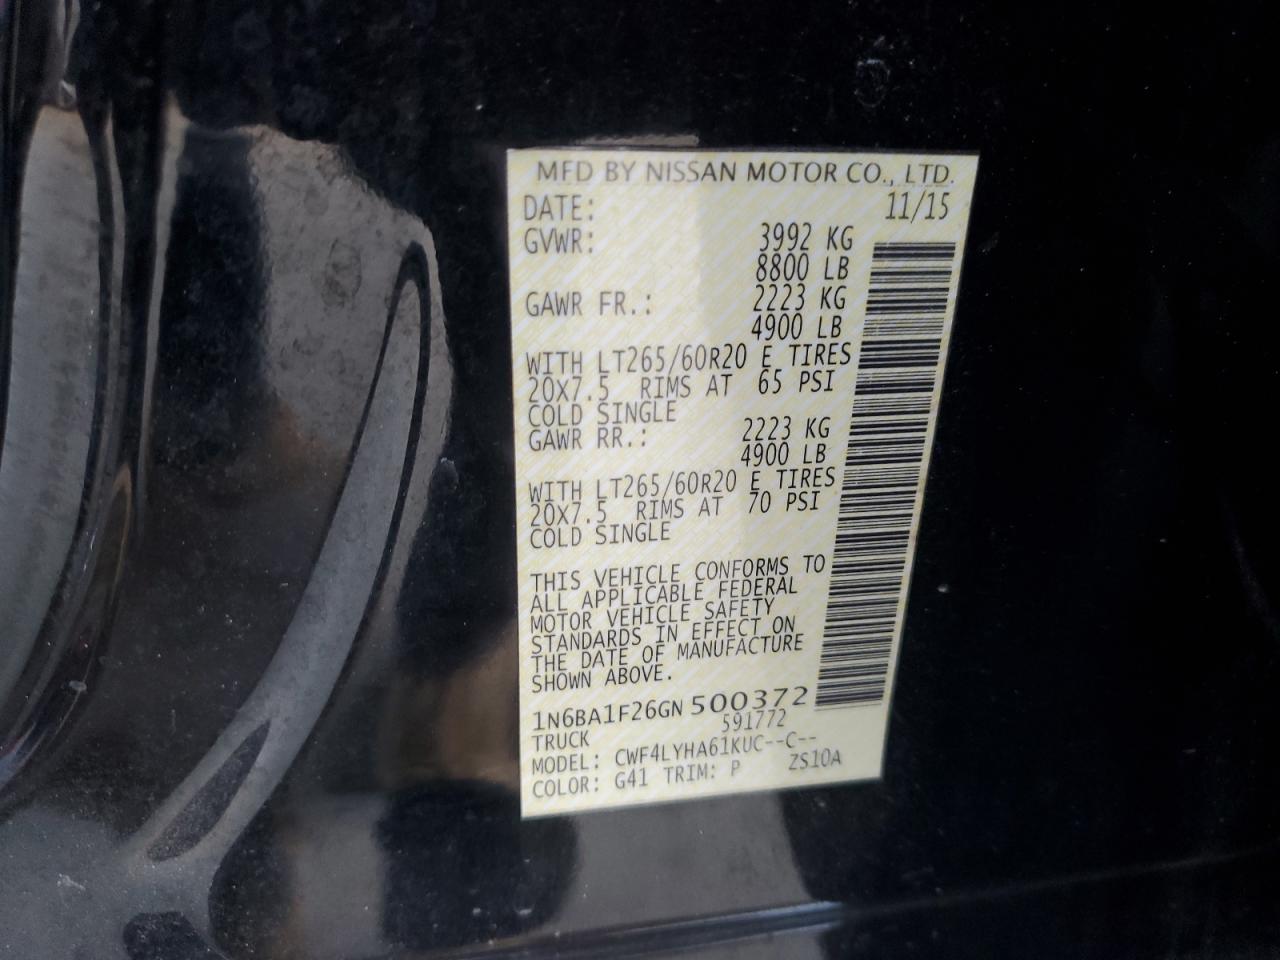 MFD BY NISSAN MOTOR CO., LTD.
DATE: 11/15
GVWR: 3992 KG
8800 LB
GAWR FR.: 2223 KG
4900 LB
WITH LT265/60R20 E TIRES
20X7.5 RIMS AT 65 PSI
COLD SINGLE
GAWR RR.: 2223 KG
4900 LB
WITH LT265/60R20 E TIRES
20X7.5 RIMS AT 70 PSI
COLD SINGLE
THIS VEHICLE CONFORMS TO
ALL APPLICABLE FEDERAL
MOTOR VEHICLE SAFETY
STANDARDS IN EFFECT ON
THE DATE OF MANUFACTURE
SHOWN ABOVE.
1N6BA1F26GN500372
TRUCK 591772
MODEL: CWF4LYHA61KUC--C--
COLOR: G41 TRIM: P ZS10A